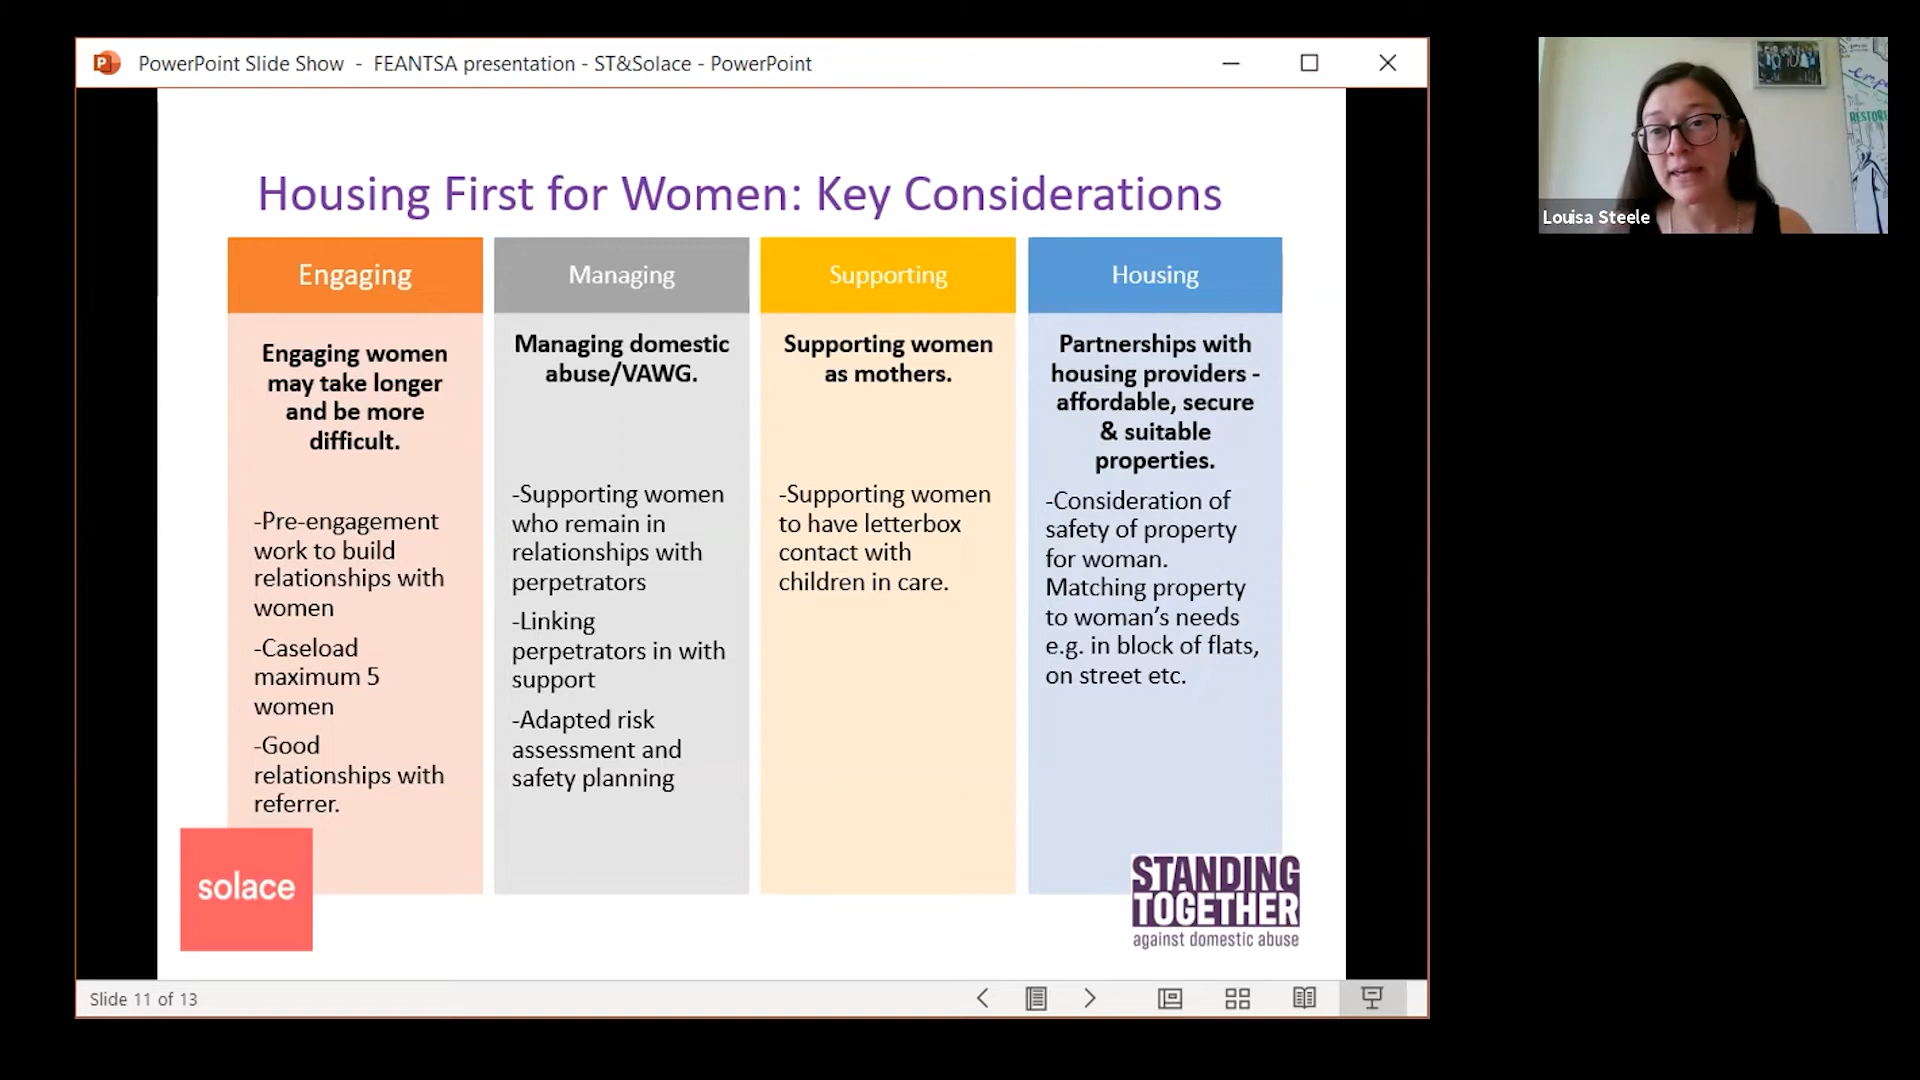 PowerPoint Slide Show - FEANTSA presentation - ST&Solace - PowerPoint
Housing First for Women: Key Considerations
Engaging
Engaging women
may take longer
and be more
difficult.
-Pre-engagement
work to build
relationships with
women
-Caseload
maximum 5
women
-Good
relationships with
referrer.
Managing
Managing domestic
abuse/VAWG.
-Supporting women
who remain in
relationships with
perpetrators
-Linking
perpetrators in with
support
-Adapted risk
assessment and
safety planning
Supporting
Supporting women
as mothers.
-Supporting women
to have letterbox
contact with
children in care.
Housing
Partnerships with
housing providers -
affordable, secure
& suitable
properties.
-Consideration of
safety of property
for woman.
Matching property
to woman’s needs
e.g. in block of flats,
on street etc.
solace
STANDING
TOGETHER
against domestic abuse
Slide 11 of 13
Louisa Steele